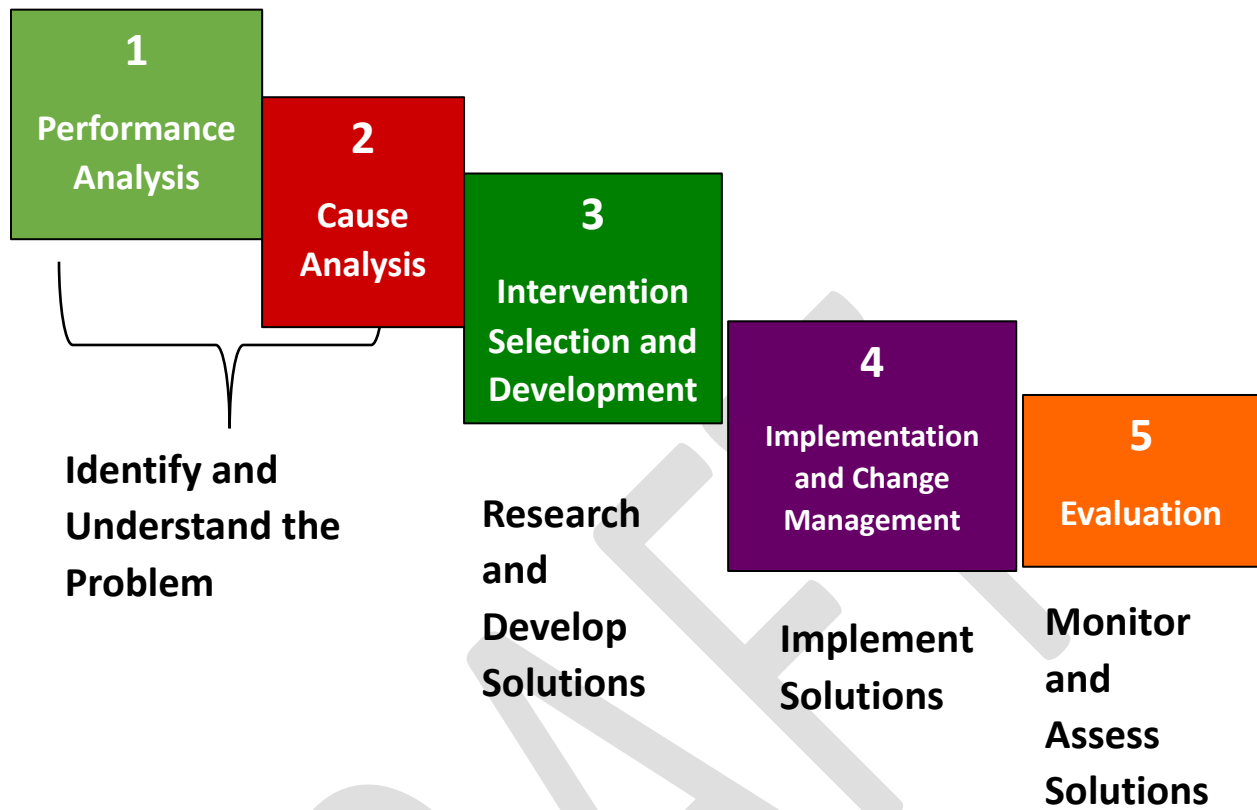 1
Performance
Analysis
2
Cause
Analysis
3
Intervention
Selection and
Development
4
Implementation
and Change
Management
5
Evaluation
Identify and
Understand the
Problem
Research
and
Develop
Solutions
Implement
Solutions
Monitor
and
Assess
Solutions
DRAFT